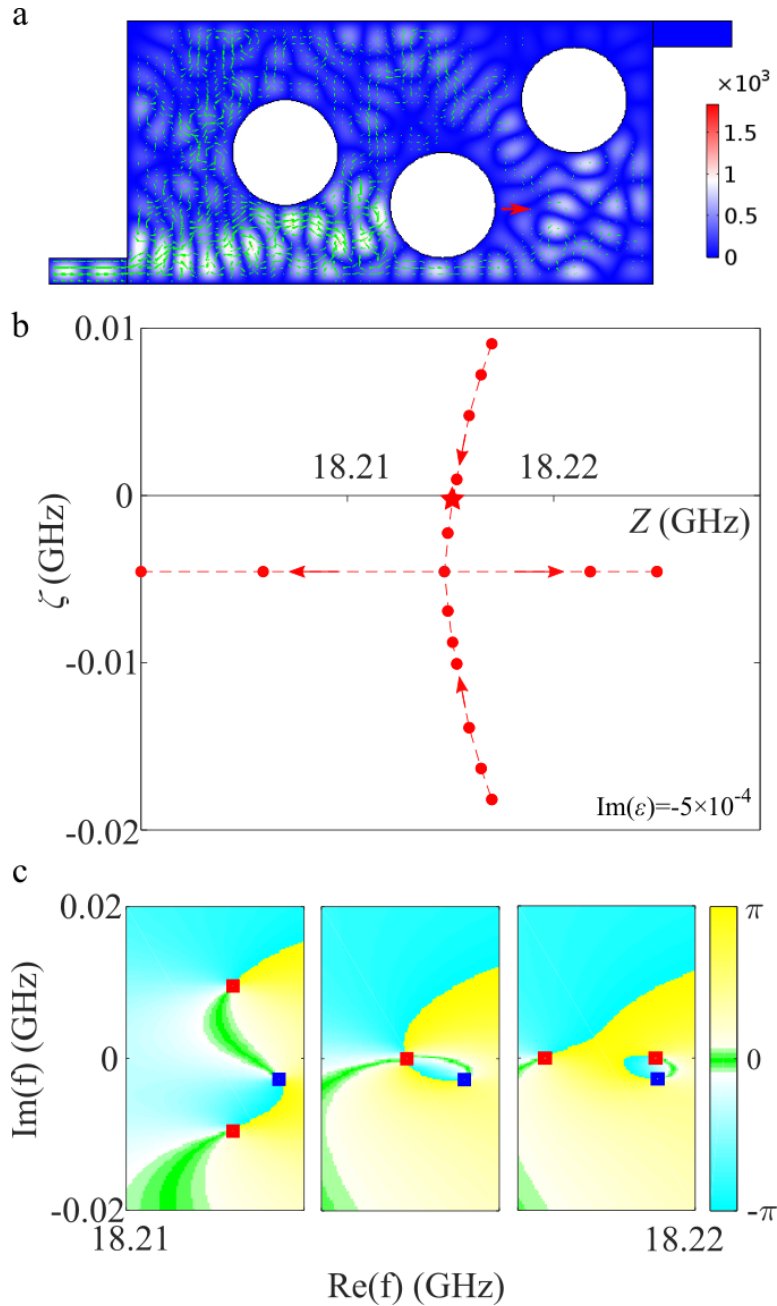 a
×10³
1.5
1
0.5
0
b
0.01
18.21
18.22
0
Z (GHz)
ζ (GHz)
-0.01
Im(ε)=-5×10⁻⁴
-0.02
c
0.02
π
Im(f) (GHz)
0
0
-0.02
-π
18.21
18.22
Re(f) (GHz)